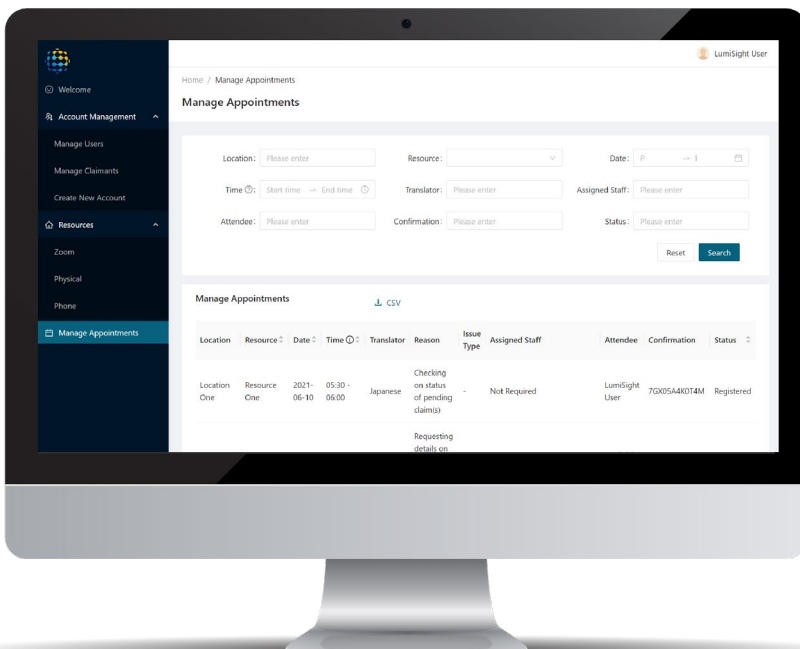 LumiSight User
Home / Manage Appointments
Manage Appointments
Welcome
Account Management
Manage Users
Manage Claimants
Create New Account
Resources
Zoom
Physical
Phone
Manage Appointments
Location: Please enter
Resource:
Date: P → I
Time : Start time → End time
Translator: Please enter
Assigned Staff: Please enter
Attendee: Please enter
Confirmation: Please enter
Status: Please enter
Reset Search
Manage Appointments CSV
Location Resource Date Time Translator Reason Issue Type Assigned Staff Attendee Confirmation Status
Location One Resource One 2021-06-10 05:30 - 06:00 Japanese Checking on status of pending claim(s) - Not Required LumiSight User 7GX05A4K0T4M Registered
Requesting
details on